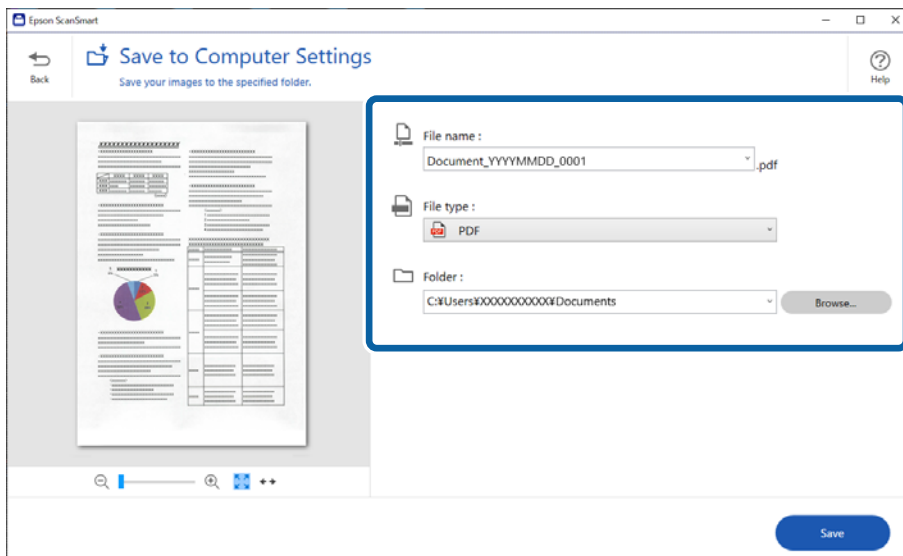 Epson ScanSmart
Back
Save to Computer Settings
Save your images to the specified folder.
Help
File name :
Document_YYYYMMDD_0001 .pdf
File type :
PDF
Folder :
C:¥Users¥XXXXXXXXXXX¥Documents
Browse...
Save